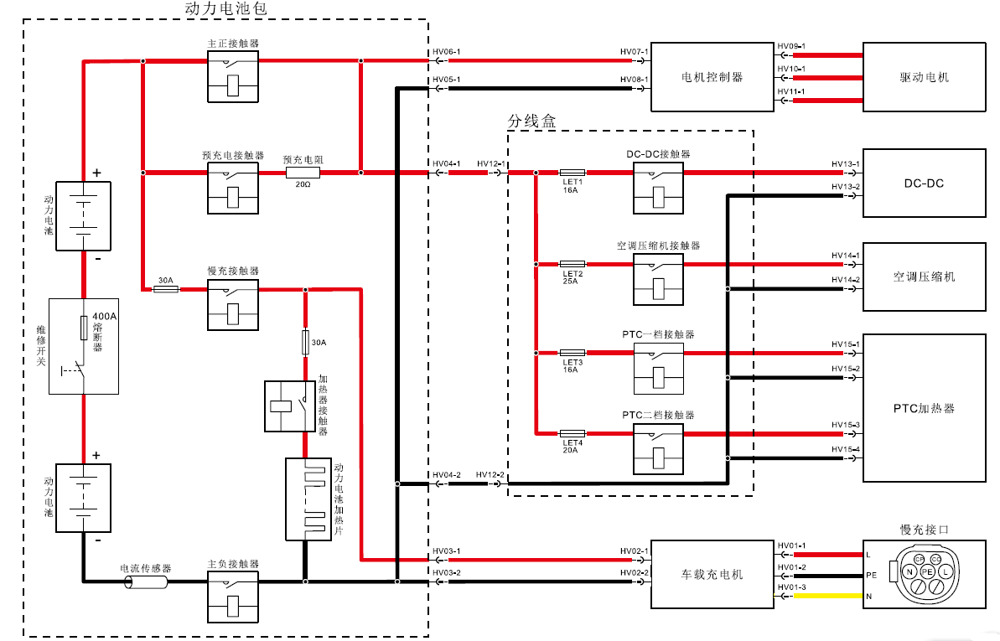 动力电池包
主正接触器
HV06-1
HV07-1
HV05-1
HV08-1
电机控制器
HV09-1
HV10-1
HV11-1
驱动电机
分线盒
预充电接触器
预充电阻
20Ω
HV04-1
HV12-1
LET1
16A
DC-DC接触器
HV13-1
HV13-2
DC-DC
+
动力电池
-
空调压缩机接触器
LET2
25A
HV14-1
HV14-2
空调压缩机
30A
慢充接触器
维修开关
400A
熔断器
30A
加热器接触器
PTC一档接触器
LET3
16A
HV15-1
HV15-2
PTC加热器
PTC二档接触器
LET4
20A
HV15-3
HV15-4
+
动力电池
-
动力电池加热片
HV04-2
HV12-2
电流传感器
主负接触器
HV03-1
HV02-1
HV03-2
HV02-2
车载充电机
HV01-1
HV01-2
HV01-3
慢充接口
L
PE
N
CP
CC
N
PE
L